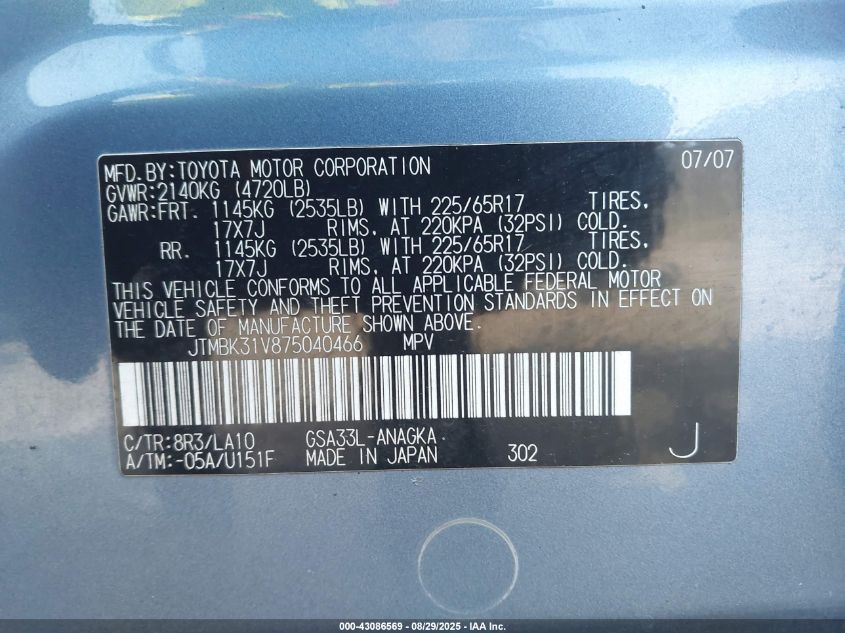 MFD.BY:TOYOTA MOTOR CORPORATION 07/07
GVWR:2140KG (4720LB)
GAWR:FRT. 1145KG (2535LB) WITH 225/65R17 TIRES,
17X7J RIMS, AT 220KPA (32PSI) COLD.
RR. 1145KG (2535LB) WITH 225/65R17 TIRES,
17X7J RIMS, AT 220KPA (32PSI) COLD.
THIS VEHICLE CONFORMS TO ALL APPLICABLE FEDERAL MOTOR
VEHICLE SAFETY AND THEFT PREVENTION STANDARDS IN EFFECT ON
THE DATE OF MANUFACTURE SHOWN ABOVE.
JTMBK31V875040466 MPV
C/TR:8R3/LA10 GSA33L-ANAGKA
A/TM:-05A/U151F MADE IN JAPAN 302 J
000-43086569 • 08/29/2025 • IAA Inc.